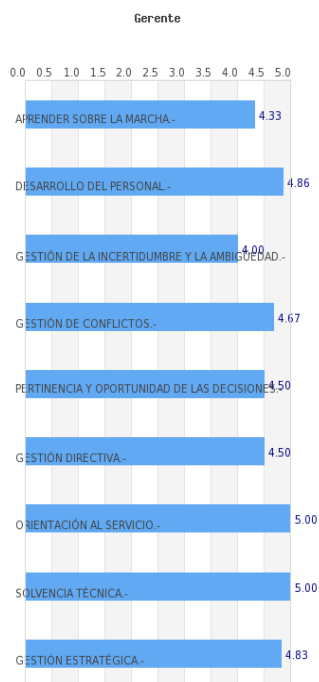 Gerente
0.0 0.5 1.0 1.5 2.0 2.5 3.0 3.5 4.0 4.5 5.0
APRENDER SOBRE LA MARCHA.- 4.33
DESARROLLO DEL PERSONAL.- 4.86
GESTIÓN DE LA INCERTIDUMBRE Y LA AMBIGUEDAD.- 4.00
GESTIÓN DE CONFLICTOS.- 4.67
PERTINENCIA Y OPORTUNIDAD DE LAS DECISIONES.- 4.50
GESTIÓN DIRECTIVA.- 4.50
ORIENTACIÓN AL SERVICIO.- 5.00
SOLVENCIA TÉCNICA.- 5.00
GESTIÓN ESTRATÉGICA.- 4.83